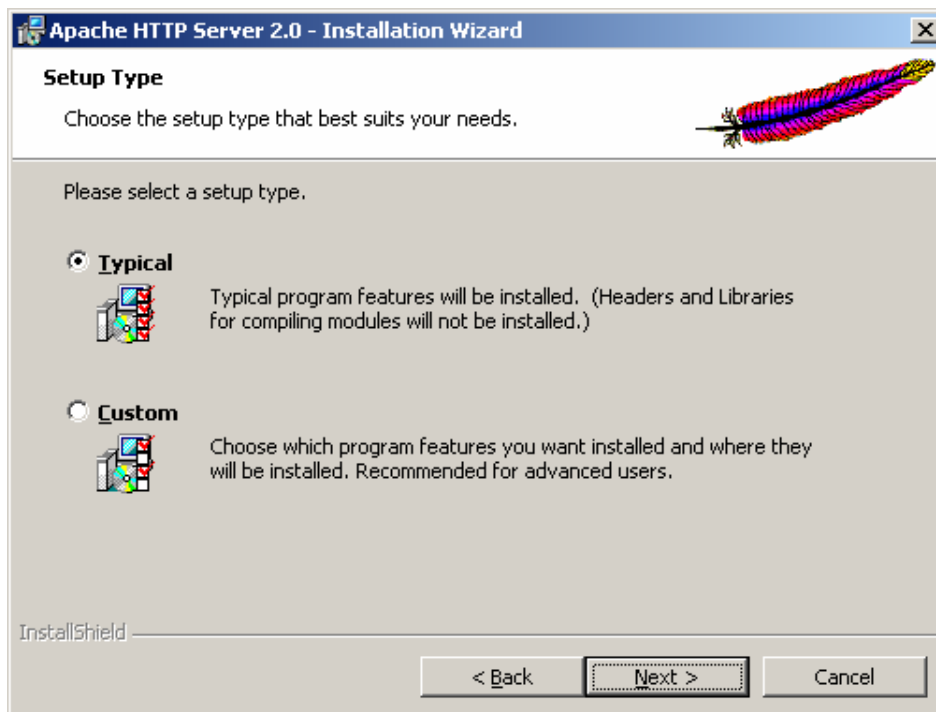 Apache HTTP Server 2.0 - Installation Wizard
Setup Type
Choose the setup type that best suits your needs.
Please select a setup type.
Typical
Typical program features will be installed. (Headers and Libraries
for compiling modules will not be installed.)
Custom
Choose which program features you want installed and where they
will be installed. Recommended for advanced users.
InstallShield
< Back
Next >
Cancel